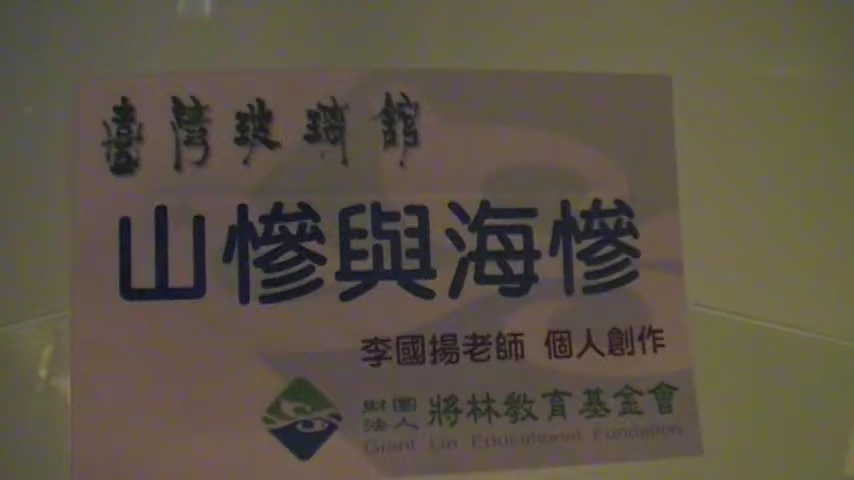 臺灣玻璃館
山慘與海慘
李國揚老師 個人創作
財團法人 將林教育基金會
Giant Lin Educational Foundation